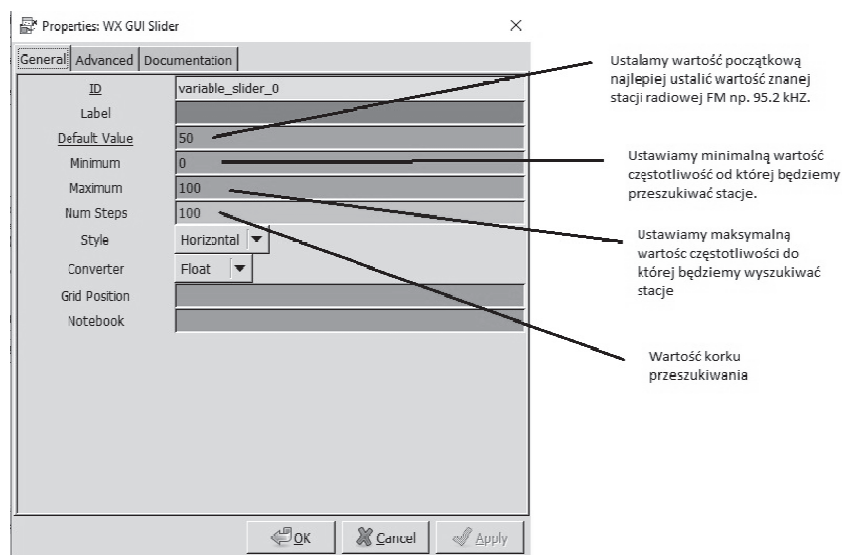 Properties: WX GUI Slider
General Advanced Documentation
ID variable_slider_0
Label
Default Value 50
Minimum 0
Maximum 100
Num Steps 100
Style Horizontal
Converter Float
Grid Position
Notebook
OK Cancel Apply
Ustalamy wartość początkową
najlepiej ustalić wartość znanej
stacji radiowej FM np. 95.2 kHZ.
Ustawiamy minimalną wartość
częstotliwość od której będziemy
przeszukiwać stacje.
Ustawiamy maksymalną
wartośc częstotliwości do
której będziemy wyszukiwać
stacje
Wartość korku
przeszukiwania